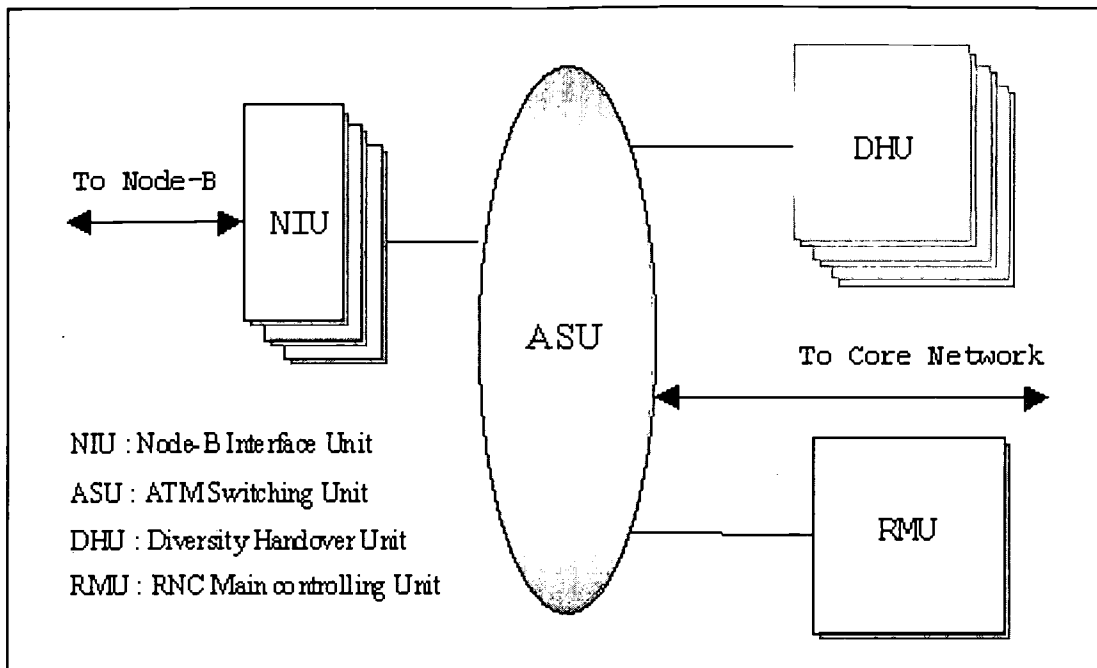 To Node-B
NIU
ASU
DHU
To Core Network
RMU
NIU : Node-B Interface Unit
ASU : ATM Switching Unit
DHU : Diversity Handover Unit
RMU : RNC Main controlling Unit